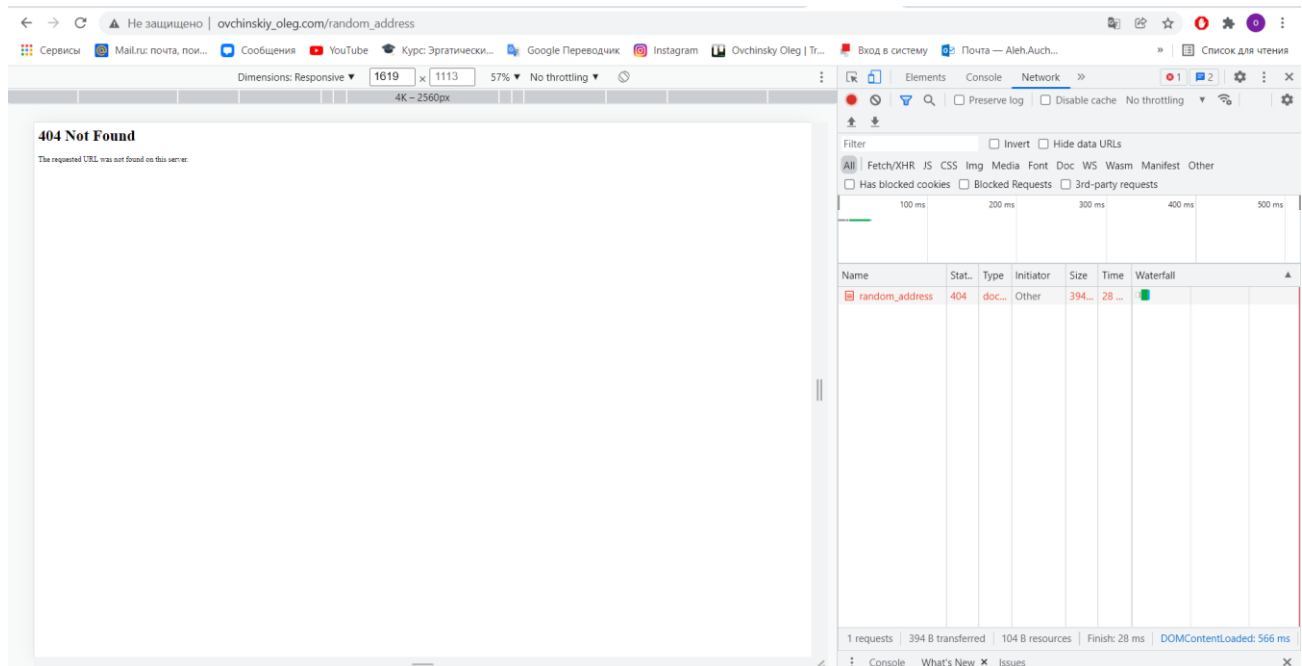 Не защищено | ovchinskiy_oleg.com/random_address
Сервисы Mail.ru: почта, пои... Сообщения YouTube Курс: Эргатически... Google Переводчик Instagram Ovchinsky Oleg | Tr... Вход в систему Почта — Aleh.Auch... » Список для чтения
Dimensions: Responsive ▼ 1619 x 1113 57% ▼ No throttling ▼
4K – 2560px
404 Not Found
The requested URL was not found on this server.
Elements Console Network » 1 2
Preserve log Disable cache No throttling ▼
Filter Invert Hide data URLs
All Fetch/XHR JS CSS Img Media Font Doc WS Wasm Manifest Other
Has blocked cookies Blocked Requests 3rd-party requests
100 ms 200 ms 300 ms 400 ms 500 ms
Name Stat.. Type Initiator Size Time Waterfall
random_address 404 doc... Other 394... 28 ...
1 requests 394 B transferred 104 B resources Finish: 28 ms DOMContentLoaded: 566 ms
Console What's New × Issues